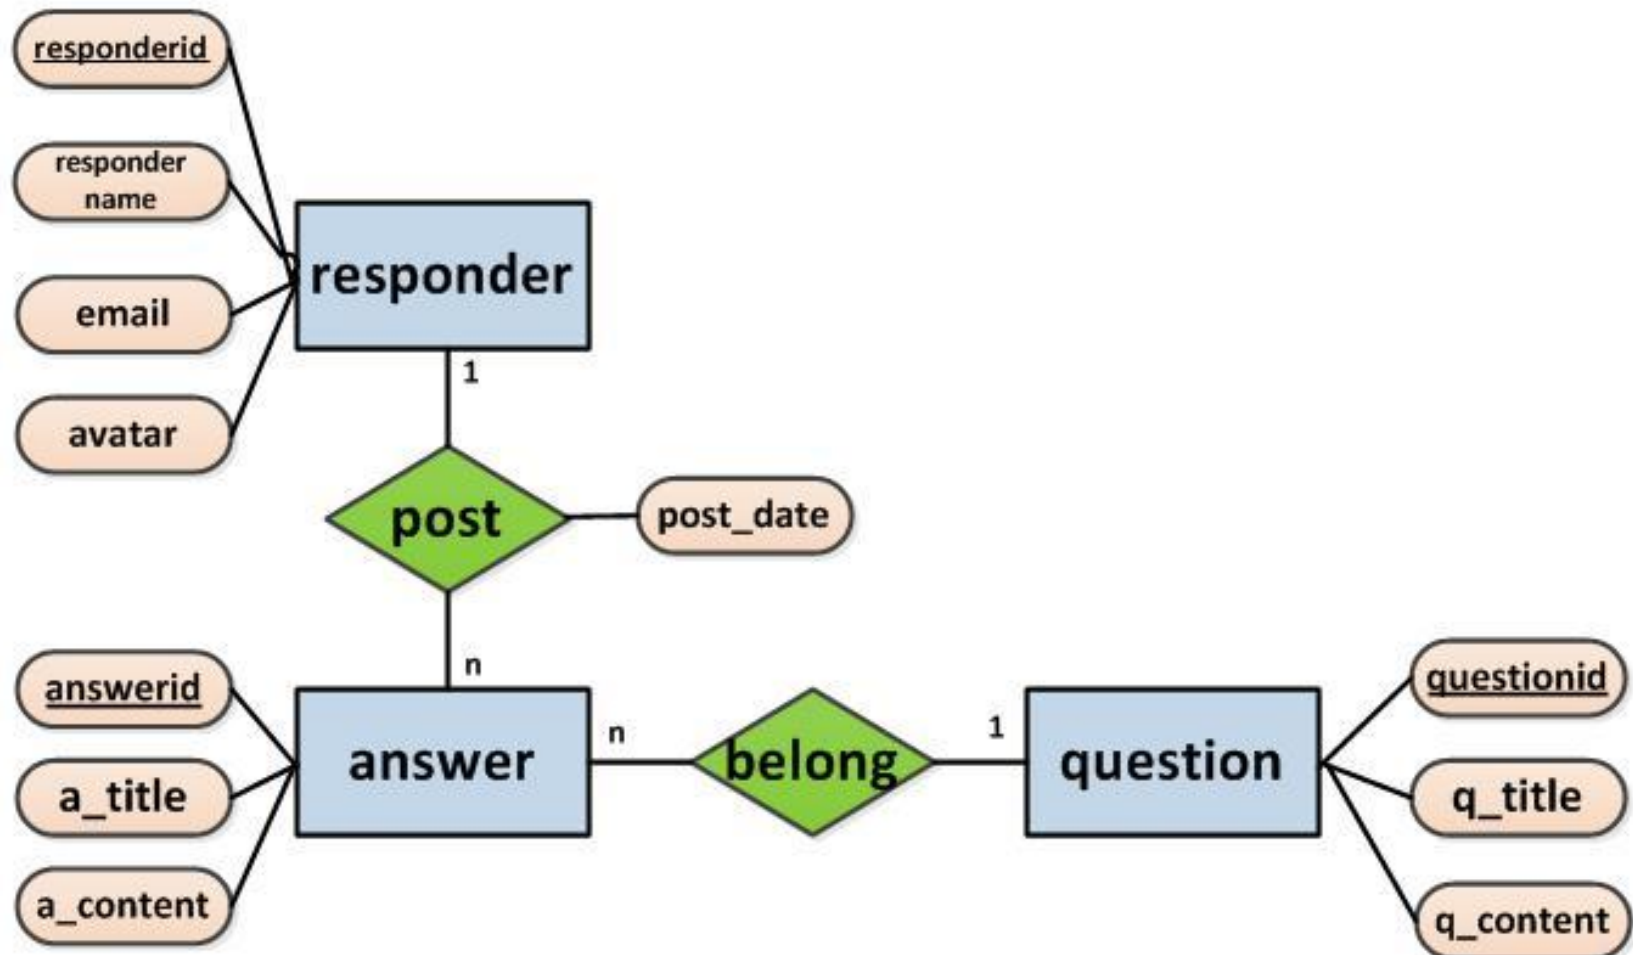 responderid
responder
name
responder
email
1
avatar
post
post_date
n
answerid
questionid
n
1
answer
belong
question
a_title
q_title
a_content
q_content